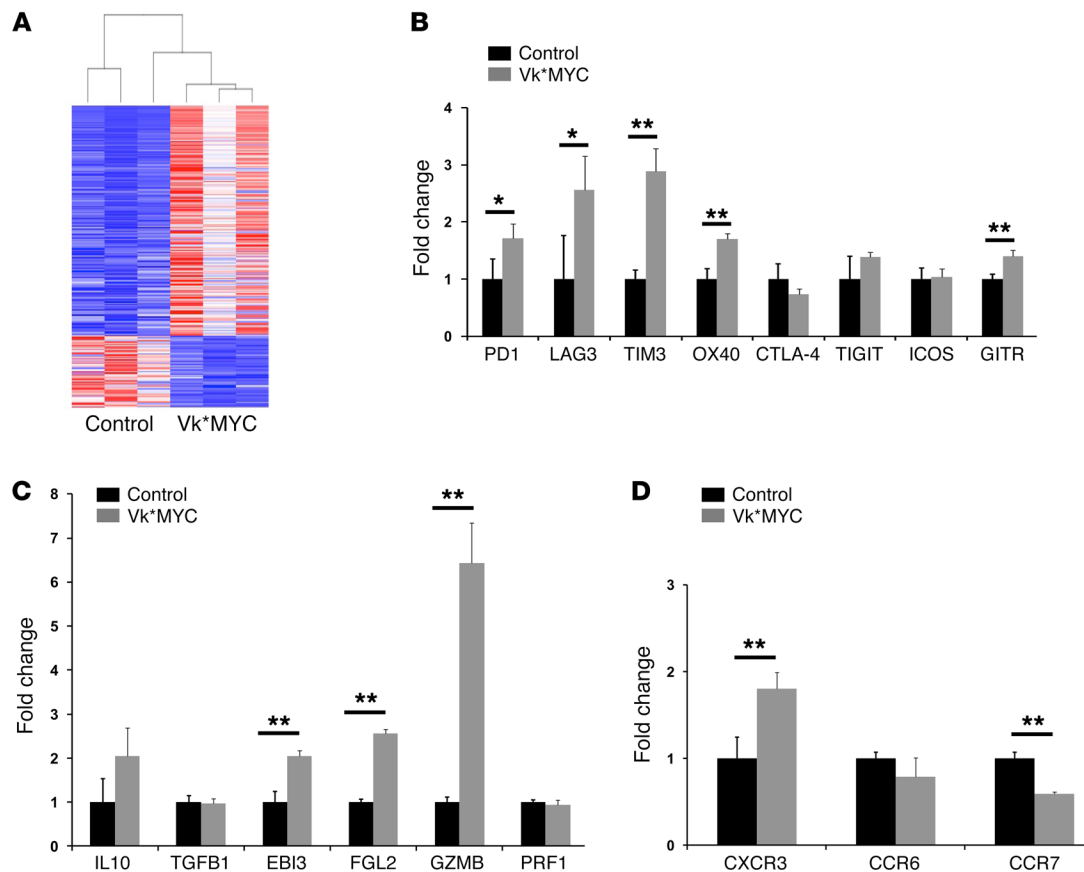 A
Control Vk*MYC
B
Control
Vk*MYC
Fold change
4
3
2
1
0
* * ** ** **
PD1 LAG3 TIM3 OX40 CTLA-4 TIGIT ICOS GITR
C
Control
Vk*MYC
Fold change
8
7
6
5
4
3
2
1
0
** ** **
IL10 TGFB1 EBI3 FGL2 GZMB PRF1
D
Control
Vk*MYC
Fold change
3
2
1
0
** **
CXCR3 CCR6 CCR7